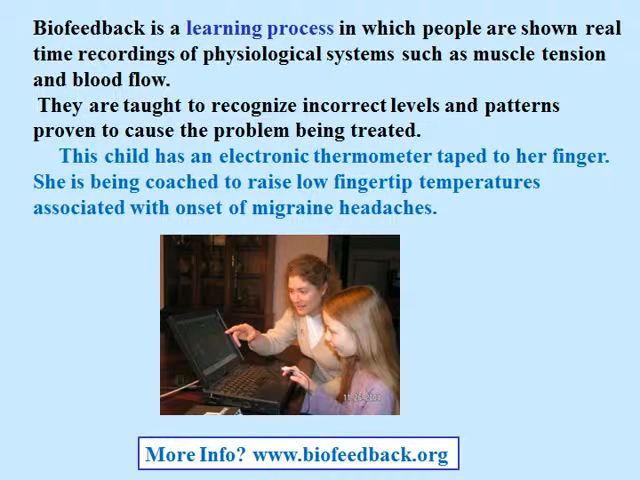 Biofeedback is a learning process in which people are shown real
time recordings of physiological systems such as muscle tension
and blood flow.
They are taught to recognize incorrect levels and patterns
proven to cause the problem being treated.
This child has an electronic thermometer taped to her finger.
She is being coached to raise low fingertip temperatures
associated with onset of migraine headaches.
More Info? www.biofeedback.org